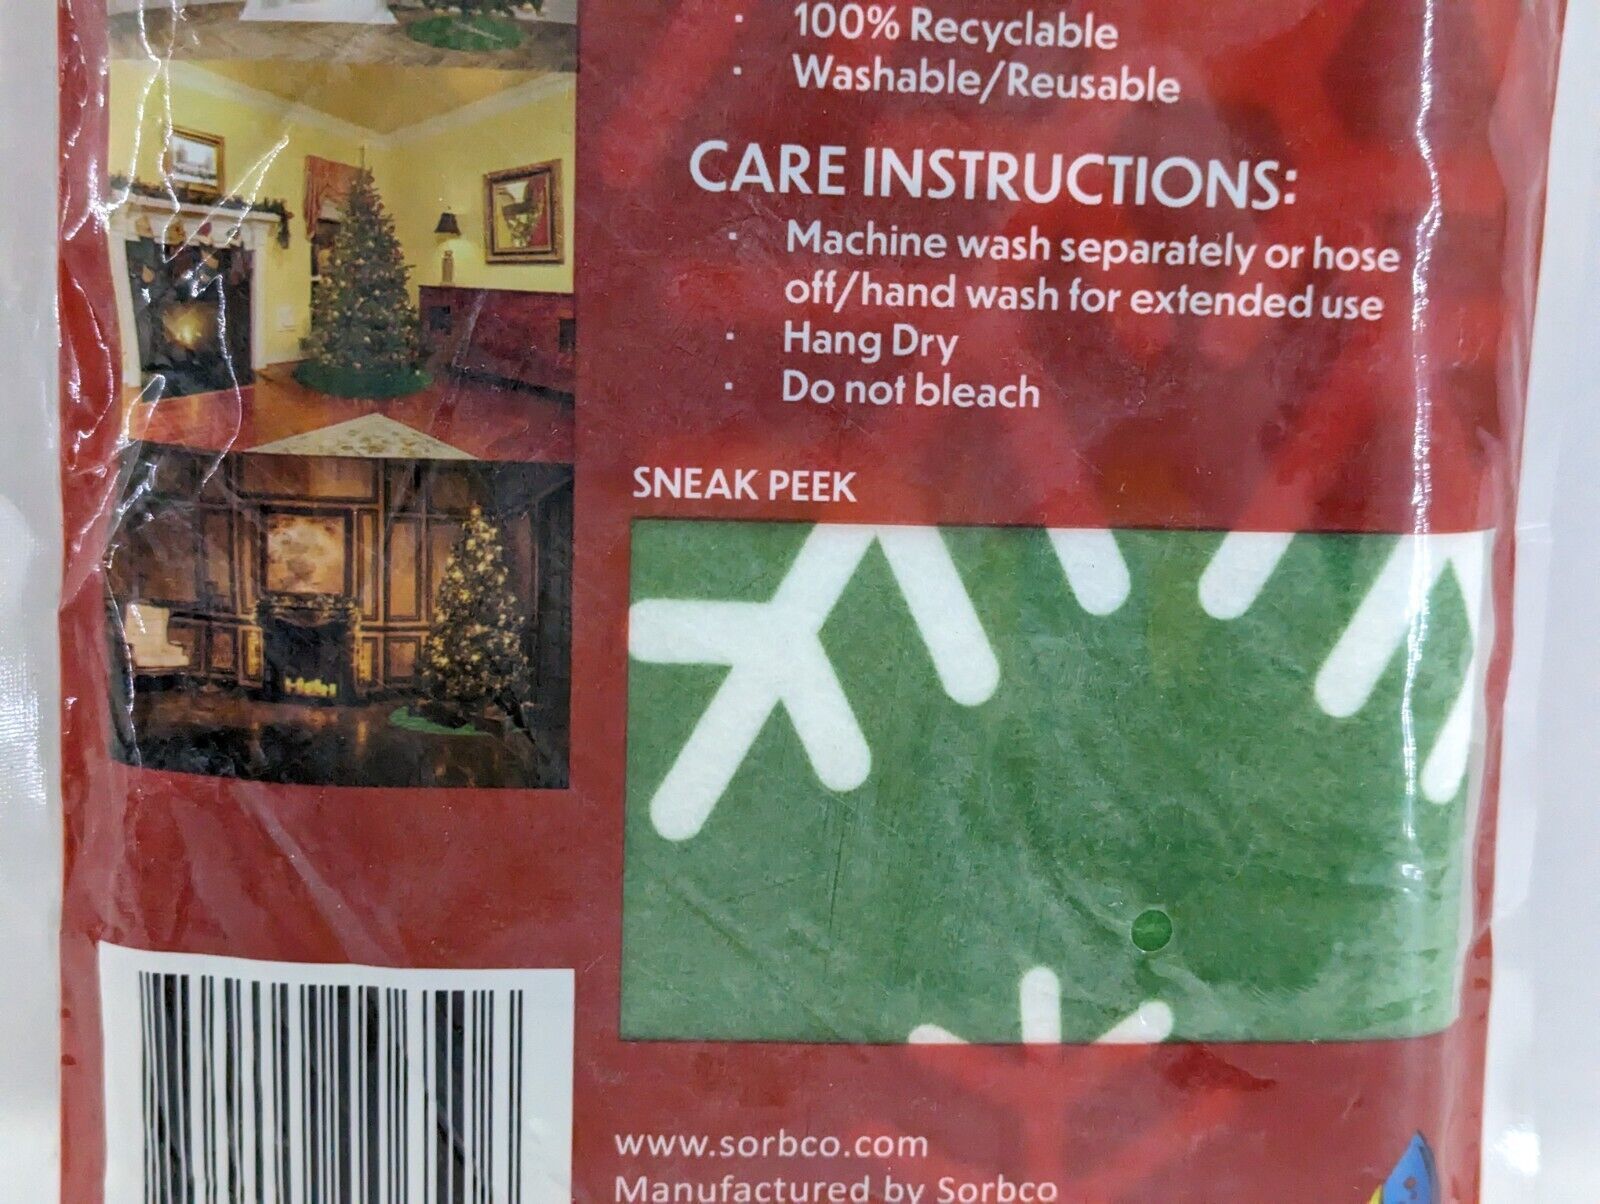 · 100% Recyclable
· Washable/Reusable
CARE INSTRUCTIONS:
· Machine wash separately or hose
off/hand wash for extended use
· Hang Dry
· Do not bleach
SNEAK PEEK
www.sorbco.com
Manufactured by Sorbco